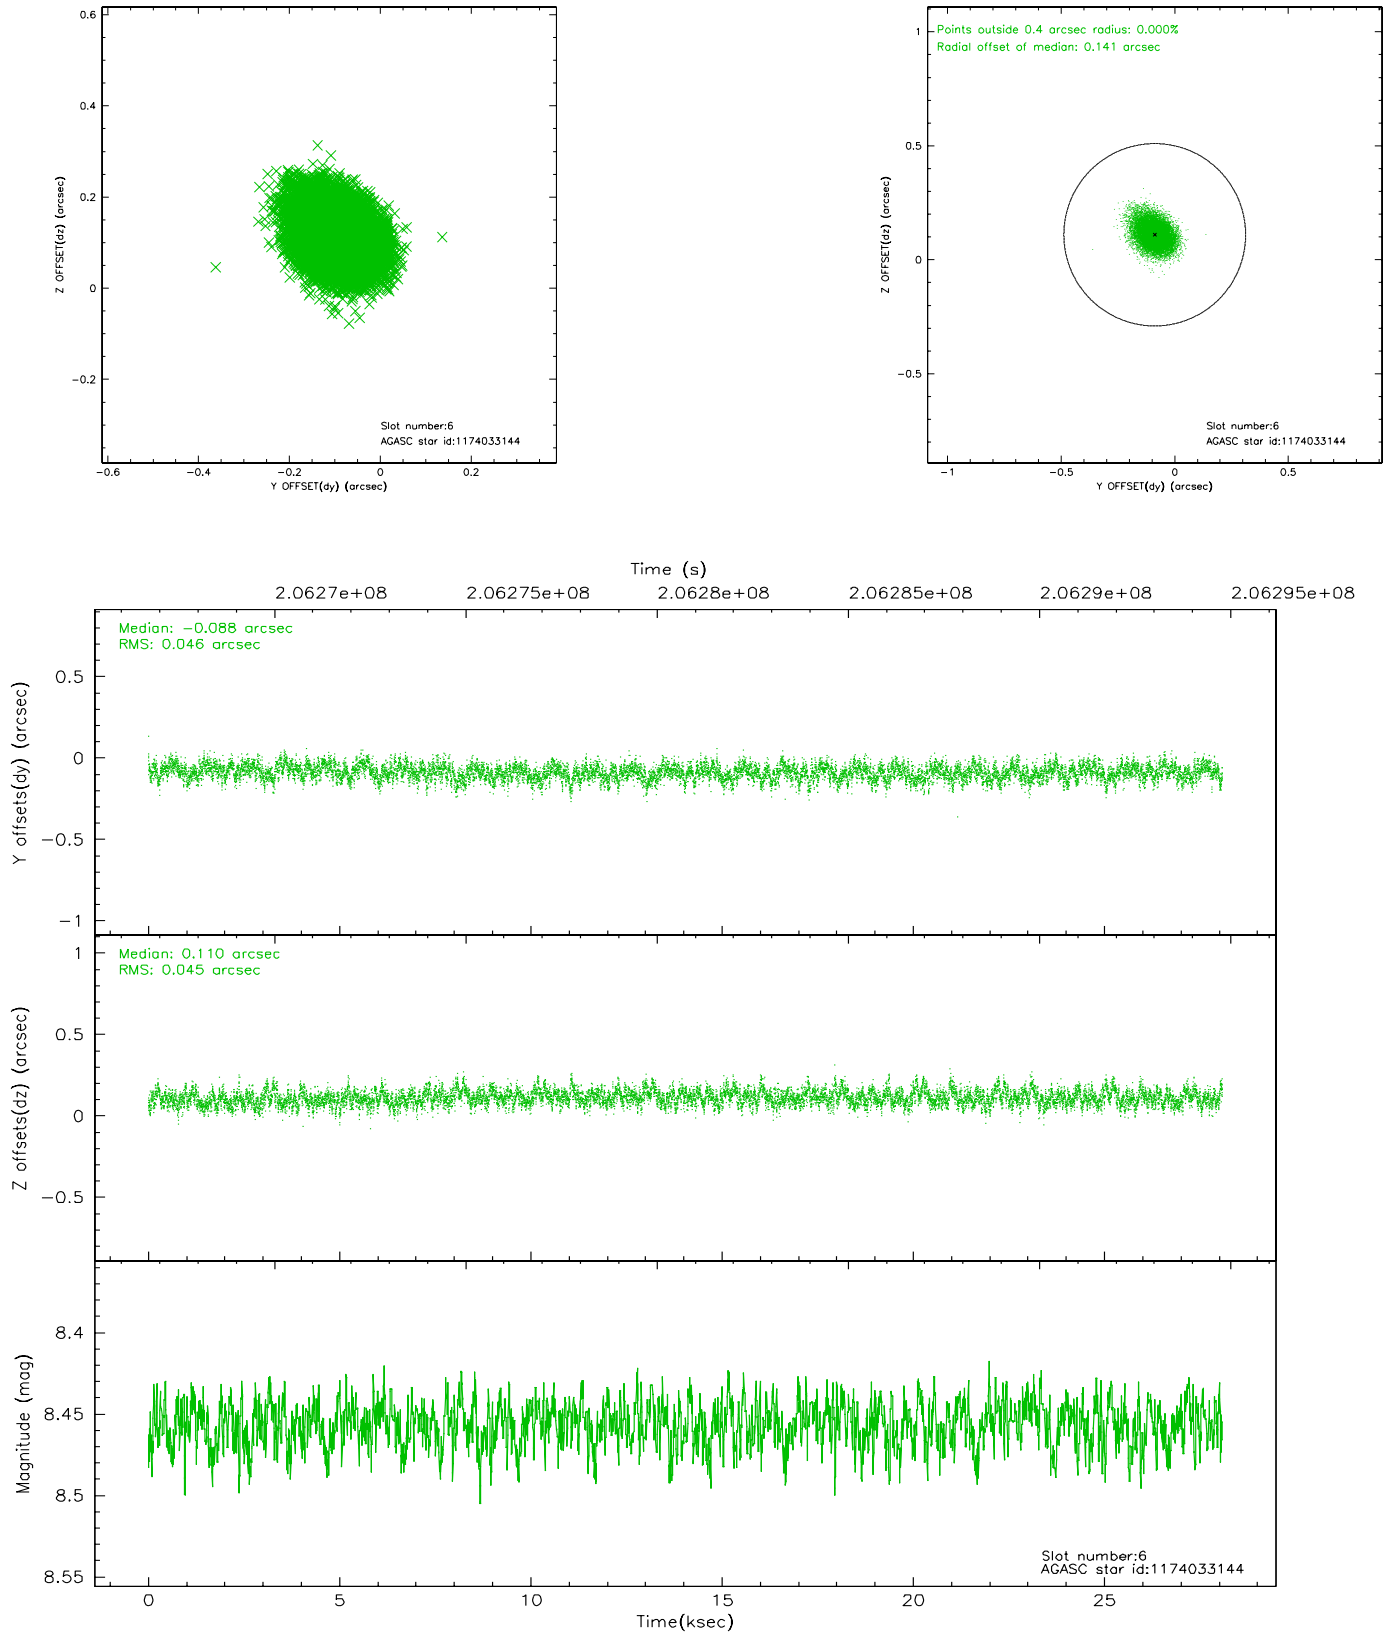 0.6
0.4
0.2
0
−0.2
Z OFFSET(dz) (arcsec)
Slot number:6
AGASC star id:1174033144
−0.6
−0.4
−0.2
0
0.2
Y OFFSET(dy) (arcsec)
Points outside 0.4 arcsec radius: 0.000%
Radial offset of median: 0.141 arcsec
1
0.5
0
−0.5
Z OFFSET(dz) (arcsec)
Slot number:6
AGASC star id:1174033144
−1
−0.5
0
0.5
Y OFFSET(dy) (arcsec)
Time (s)
2.0627e+08
2.06275e+08
2.0628e+08
2.06285e+08
2.0629e+08
2.06295e+08
Median: −0.088 arcsec
RMS: 0.046 arcsec
0.5
0
−0.5
−1
Y offsets(dy) (arcsec)
Median: 0.110 arcsec
RMS: 0.045 arcsec
1
0.5
0
−0.5
Z offsets(dz) (arcsec)
8.4
8.45
8.5
8.55
Magnitude (mag)
Slot number:6
AGASC star id:1174033144
0
5
10
15
20
25
Time(ksec)